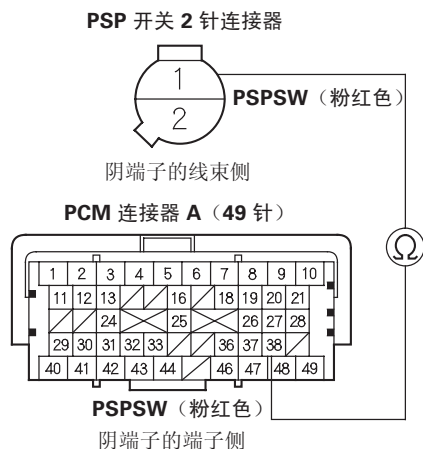 PSP 开关 2 针连接器
1
PSPSW（粉红色）
2
阴端子的线束侧
PCM 连接器 A（49 针）
Ω
1 2 3 4 5 6 7 8 9 10
11 12 13 16 18 19 20 21
24 25 26 27 28
29 30 31 32 33 36 37 38
40 41 42 43 44 46 47 48 49
PSPSW（粉红色）
阴端子的端子侧